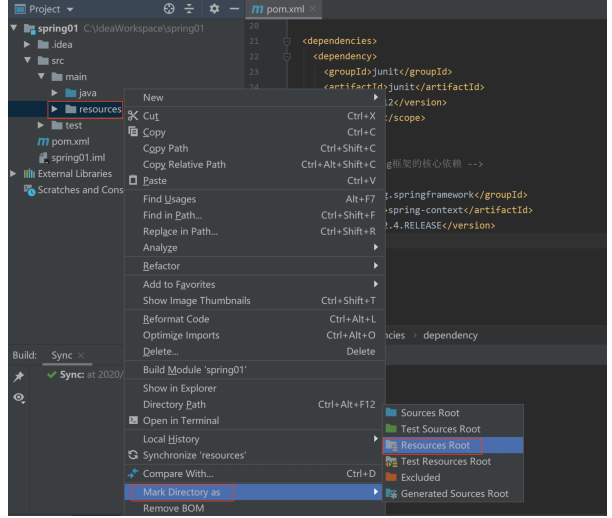 Project
pom.xml
spring01 C:\IdeaWorkspace\spring01
.idea
src
main
java
resources
test
pom.xml
spring01.iml
External Libraries
Scratches and Cons
20
21 <dependencies>
22 <dependency>
23 <groupId>junit</groupId>
24 <artifactId>junit</artifactId>
12</version>
</scope>
g框架的核心依赖 -->
g.springframework</groupId>
>spring-context</artifactId>
2.4.RELEASE</version>
ncies > dependency
New
Cut Ctrl+X
Copy Ctrl+C
Copy Path Ctrl+Shift+C
Copy Relative Path Ctrl+Alt+Shift+C
Paste Ctrl+V
Find Usages Alt+F7
Find in Path... Ctrl+Shift+F
Replace in Path... Ctrl+Shift+R
Analyze
Refactor
Add to Favorites
Show Image Thumbnails Ctrl+Shift+T
Reformat Code Ctrl+Alt+L
Optimize Imports Ctrl+Alt+O
Delete... Delete
Build Module 'spring01'
Show in Explorer
Directory Path Ctrl+Alt+F12
Open in Terminal
Local History
Synchronize 'resources'
Compare With... Ctrl+D
Mark Directory as
Remove BOM
Sources Root
Test Sources Root
Resources Root
Test Resources Root
Excluded
Generated Sources Root
Build: Sync
Sync: at 2020/